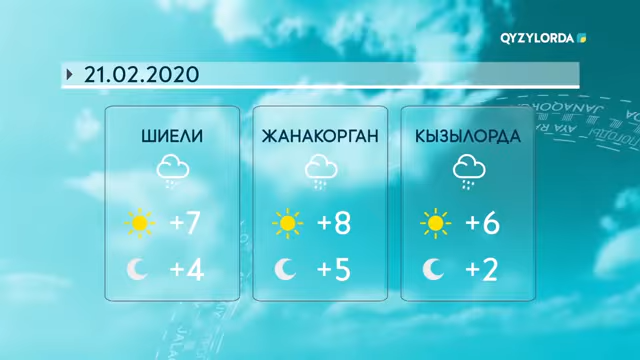 QYZYLORDA
21.02.2020
ШИЕЛИ
+7
+4
ЖАНАКОРГАН
+8
+5
КЫЗЫЛОРДА
+6
+2